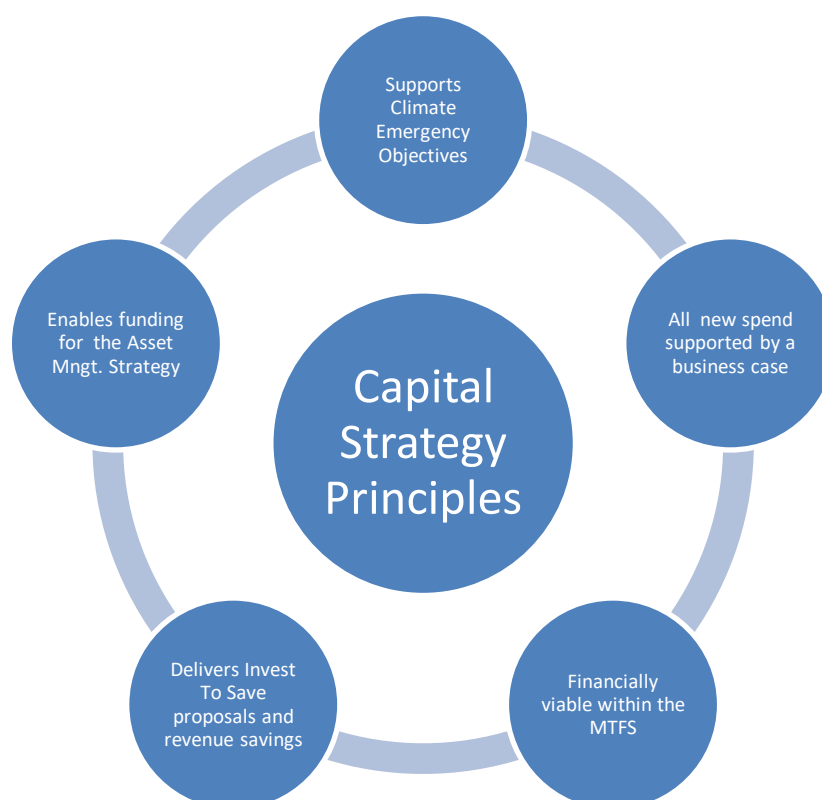 Supports
Climate
Emergency
Objectives
All new spend
supported by a
business case
Financially
viable within the
MTFS
Delivers Invest
To Save
proposals and
revenue savings
Enables funding
for the Asset
Mngt. Strategy
Capital
Strategy
Principles